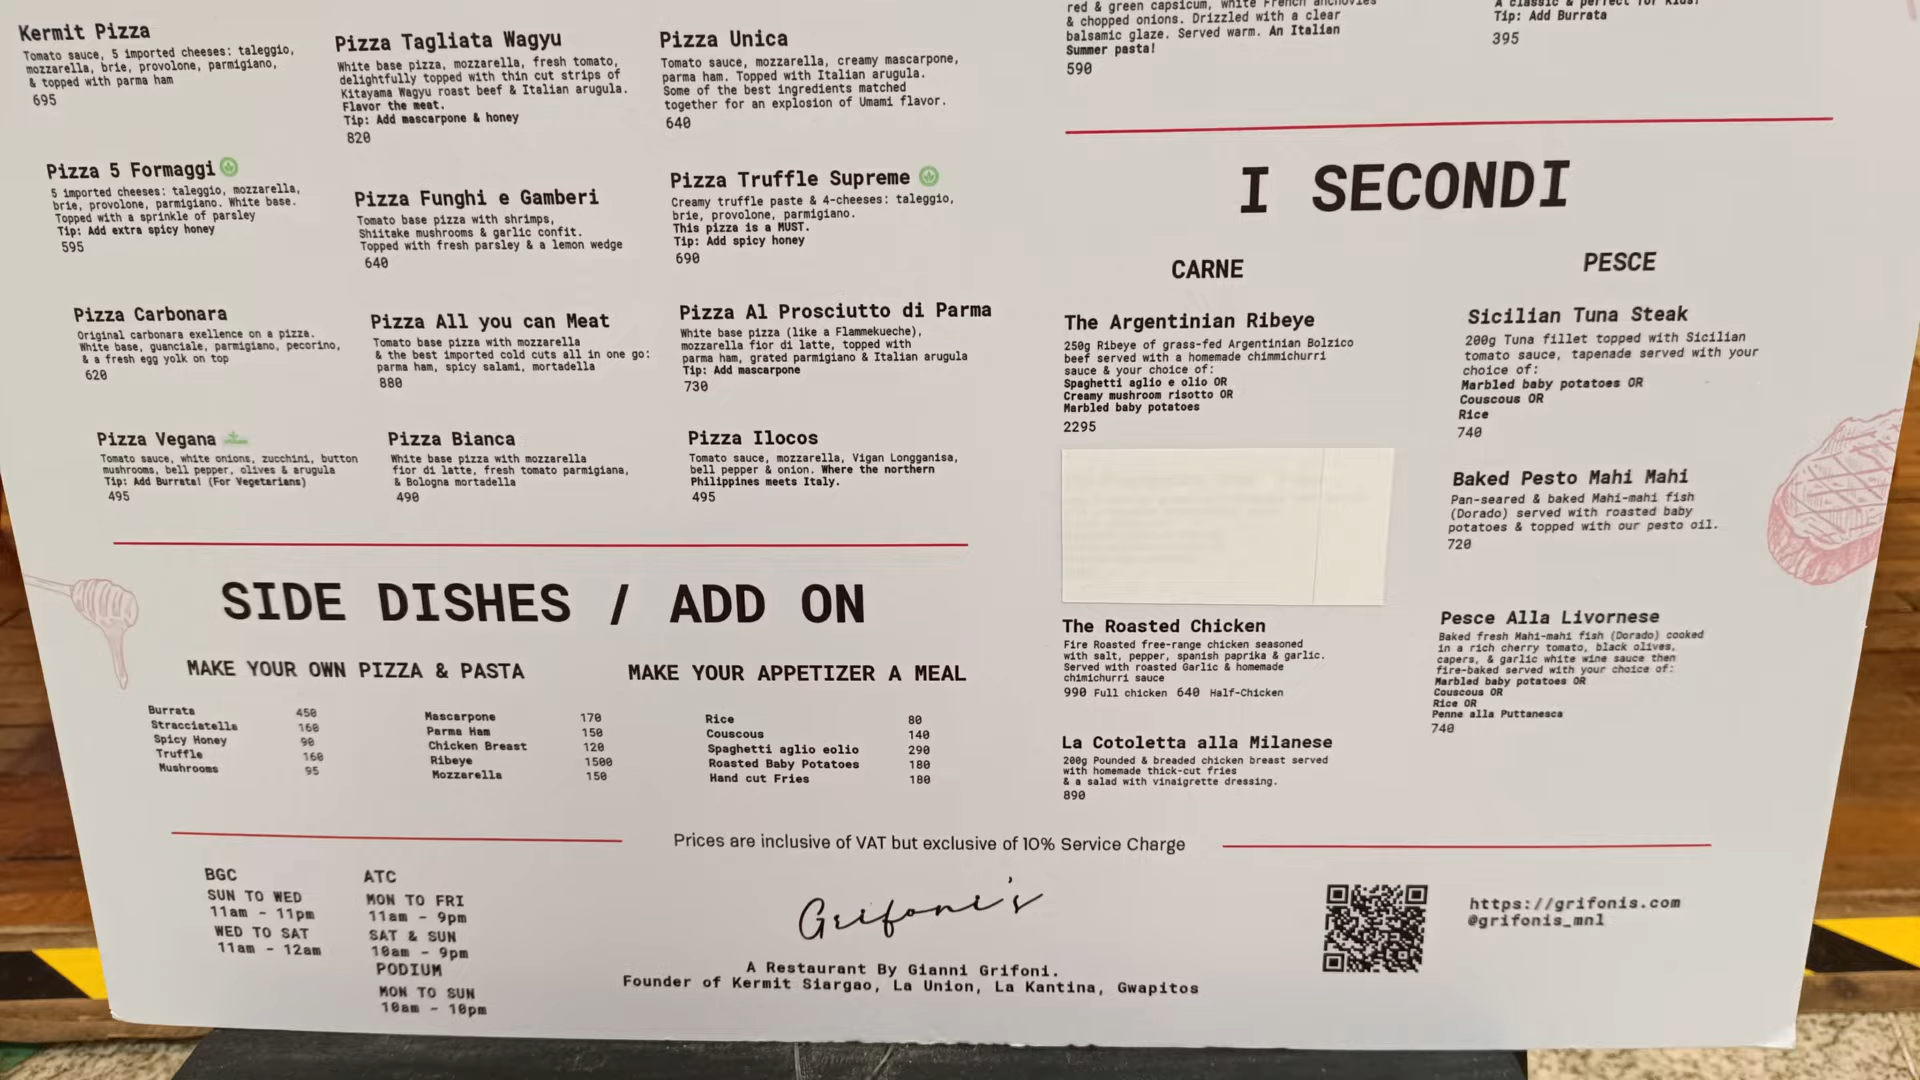 Kermit Pizza
Tomato sauce, 5 imported cheeses: taleggio,
mozzarella, brie, provolone, parmigiano,
& topped with parma ham
695
Pizza 5 Formaggi
5 imported cheeses: taleggio, mozzarella,
brie, provolone, parmigiano. White base.
Topped with a sprinkle of parsley
Tip: Add extra spicy honey
595
Pizza Carbonara
Original carbonara exellence on a pizza.
White base, guanciale, parmigiano, pecorino,
& a fresh egg yolk on top
620
Pizza Vegana
Tomato sauce, white onions, zucchini, button
mushrooms, bell pepper, olives & arugula
Tip: Add Burrata! (For Vegetarians)
495
Pizza Tagliata Wagyu
White base pizza, mozzarella, fresh tomato,
delightfully topped with thin cut strips of
Kitayama Wagyu roast beef & Italian arugula.
Flavor the meat.
Tip: Add mascarpone & honey
820
Pizza Funghi e Gamberi
Tomato base pizza with shrimps,
Shiitake mushrooms & garlic confit.
Topped with fresh parsley & a lemon wedge
640
Pizza All you can Meat
Tomato base pizza with mozzarella
& the best imported cold cuts all in one go:
parma ham, spicy salami, mortadella
880
Pizza Bianca
White base pizza with mozzarella
fior di latte, fresh tomato parmigiana,
& Bologna mortadella
490
Pizza Unica
Tomato sauce, mozzarella, creamy mascarpone,
parma ham. Topped with Italian arugula.
Some of the best ingredients matched
together for an explosion of Umami flavor.
640
Pizza Truffle Supreme
Creamy truffle paste & 4-cheeses: taleggio,
brie, provolone, parmigiano.
This pizza is a MUST.
Tip: Add spicy honey
690
Pizza Al Prosciutto di Parma
White base pizza (like a Flammekueche),
mozzarella fior di latte, topped with
parma ham, grated parmigiano & Italian arugula
Tip: Add mascarpone
730
Pizza Ilocos
Tomato sauce, mozzarella, Vigan Longganisa,
bell pepper & onion. Where the northern
Philippines meets Italy.
495
SIDE DISHES / ADD ON
MAKE YOUR OWN PIZZA & PASTA
Burrata 450
Stracciatella 160
Spicy Honey 90
Truffle 160
Mushrooms 95
Mascarpone 170
Parma Ham 150
Chicken Breast 120
Ribeye 1500
Mozzarella 150
MAKE YOUR APPETIZER A MEAL
Rice 80
Couscous 140
Spaghetti aglio eolio 290
Roasted Baby Potatoes 180
Hand cut Fries 180
red & green capsicum, white French anchovies
& chopped onions. Drizzled with a clear
balsamic glaze. Served warm. An Italian
Summer pasta!
590
A classic & perfect for Kids!
Tip: Add Burrata
395
I SECONDI
CARNE
The Argentinian Ribeye
250g Ribeye of grass-fed Argentinian Bolzico
beef served with a homemade chimmichurri
sauce & your choice of:
Spaghetti aglio e olio OR
Creamy mushroom risotto OR
Marbled baby potatoes
2295
The Roasted Chicken
Fire Roasted free-range chicken seasoned
with salt, pepper, spanish paprika & garlic.
Served with roasted Garlic & homemade
chimichurri sauce
990 Full chicken 640 Half-Chicken
La Cotoletta alla Milanese
200g Pounded & breaded chicken breast served
with homemade thick-cut fries
& a salad with vinaigrette dressing.
890
PESCE
Sicilian Tuna Steak
200g Tuna fillet topped with Sicilian
tomato sauce, tapenade served with your
choice of:
Marbled baby potatoes OR
Couscous OR
Rice
740
Baked Pesto Mahi Mahi
Pan-seared & baked Mahi-mahi fish
(Dorado) served with roasted baby
potatoes & topped with our pesto oil.
720
Pesce Alla Livornese
Baked fresh Mahi-mahi fish (Dorado) cooked
in a rich cherry tomato, black olives,
capers, & garlic white wine sauce then
fire-baked served with your choice of:
Marbled baby potatoes OR
Couscous OR
Rice OR
Penne alla Puttanesca
740
Prices are inclusive of VAT but exclusive of 10% Service Charge
BGC
SUN TO WED
11am - 11pm
WED TO SAT
11am - 12am
ATC
MON TO FRI
11am - 9pm
SAT & SUN
10am - 9pm
PODIUM
MON TO SUN
10am - 10pm
Grifoni's
A Restaurant By Gianni Grifoni.
Founder of Kermit Siargao, La Union, La Kantina, Gwapitos
https://grifonis.com
@grifonis_mnl